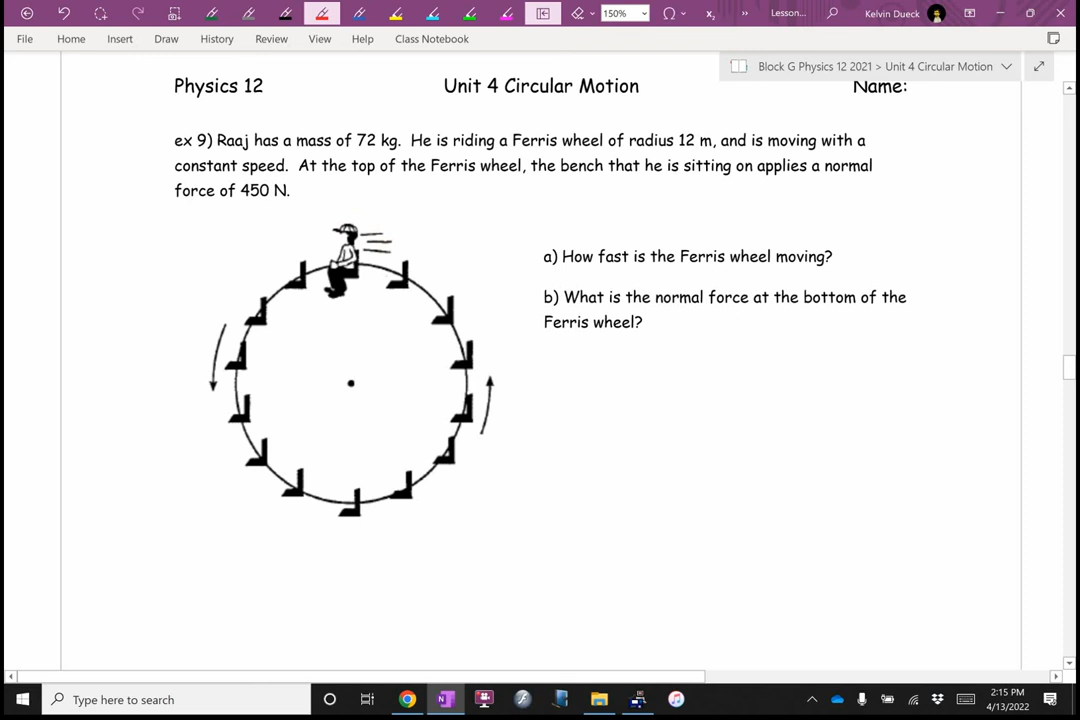 150%
x₂
Lesson...
Kelvin Dueck
File Home Insert Draw History Review View Help Class Notebook
Block G Physics 12 2021 > Unit 4 Circular Motion
Physics 12 Unit 4 Circular Motion Name:
ex 9) Raaj has a mass of 72 kg. He is riding a Ferris wheel of radius 12 m, and is moving with a
constant speed. At the top of the Ferris wheel, the bench that he is sitting on applies a normal
force of 450 N.
a) How fast is the Ferris wheel moving?
b) What is the normal force at the bottom of the
Ferris wheel?
Type here to search
2:15 PM
4/13/2022